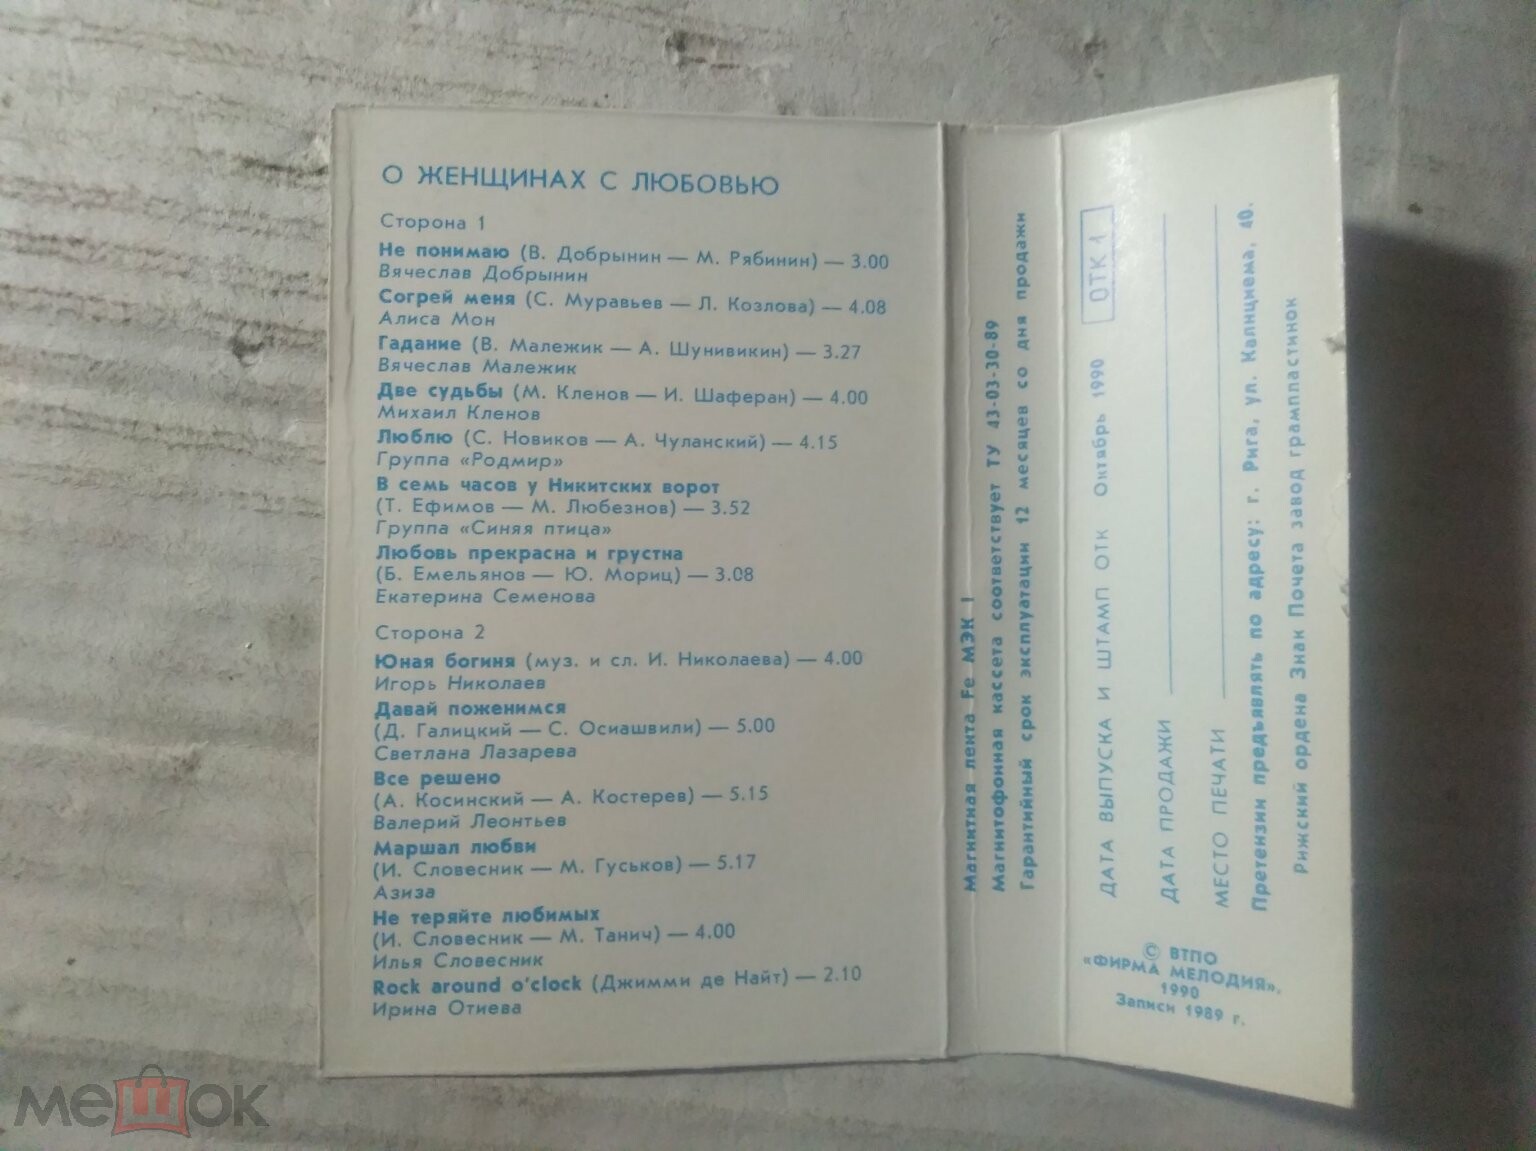 О ЖЕНЩИНАХ С ЛЮБОВЬЮ
Сторона 1
Не понимаю (В. Добрынин — М. Рябинин) — 3.00
Вячеслав Добрынин
Согрей меня (С. Муравьев — Л. Козлова) — 4.08
Алиса Мон
Гадание (В. Малежик — А. Шунивикин) — 3.27
Вячеслав Малежик
Две судьбы (М. Кленов — И. Шаферан) — 4.00
Михаил Кленов
Люблю (С. Новиков — А. Чуланский) — 4.15
Группа «Родмир»
В семь часов у Никитских ворот
(Т. Ефимов — М. Любезнов) — 3.52
Группа «Синяя птица»
Любовь прекрасна и грустна
(Б. Емельянов — Ю. Мориц) — 3.08
Екатерина Семенова
Сторона 2
Юная богиня (муз. и сл. И. Николаева) — 4.00
Игорь Николаев
Давай поженимся
(Д. Галицкий — С. Осиашвили) — 5.00
Светлана Лазарева
Все решено
(А. Косинский — А. Костерев) — 5.15
Валерий Леонтьев
Маршал любви
(И. Словесник — М. Гуськов) — 5.17
Азиза
Не теряйте любимых
(И. Словесник — М. Танич) — 4.00
Илья Словесник
Rock around o'clock (Джимми де Найт) — 2.10
Ирина Отиева
Магнитная лента Fe МЭК I
Магнитофонная кассета соответствует ТУ 43-03-30-89
Гарантийный срок эксплуатации 12 месяцев со дня продажи
ДАТА ВЫПУСКА И ШТАМП ОТК Октябрь 1990 ОТК 1
ДАТА ПРОДАЖИ
МЕСТО ПЕЧАТИ
Претензии предъявлять по адресу: г. Рига, ул. Калнциема, 40.
Рижский ордена Знак Почета завод грампластинок
© ВТПО
«ФИРМА МЕЛОДИЯ».
1990
Записи 1989 г.
мешок